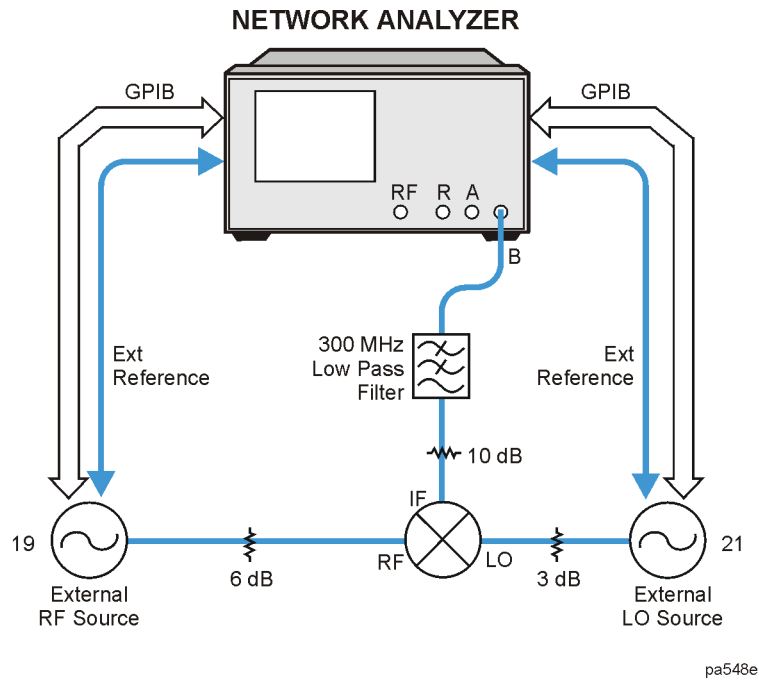 NETWORK ANALYZER
GPIB
GPIB
RF
R
A
B
300 MHz
Low Pass
Filter
Ext
Reference
Ext
Reference
10 dB
IF
RF
LO
19
21
6 dB
3 dB
External
RF Source
External
LO Source
pa548e